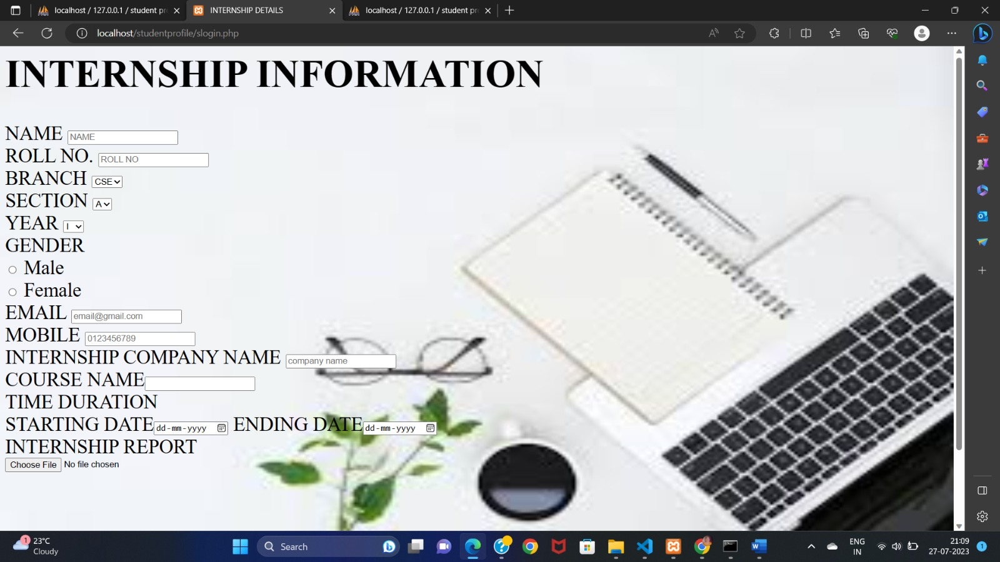 localhost / 127.0.0.1 / student pr
INTERNSHIP DETAILS
localhost / 127.0.0.1 / student pr
localhost/studentprofile/slogin.php
INTERNSHIP INFORMATION
NAME NAME
ROLL NO. ROLL NO
BRANCH CSE
SECTION A
YEAR I
GENDER
Male
Female
EMAIL email@gmail.com
MOBILE 0123456789
INTERNSHIP COMPANY NAME company name
COURSE NAME
TIME DURATION
STARTING DATE dd-mm-yyyy ENDING DATE dd-mm-yyyy
INTERNSHIP REPORT
Choose File No file chosen
1 23°C
Cloudy
Search
ENG
IN
21:09
27-07-2023
1